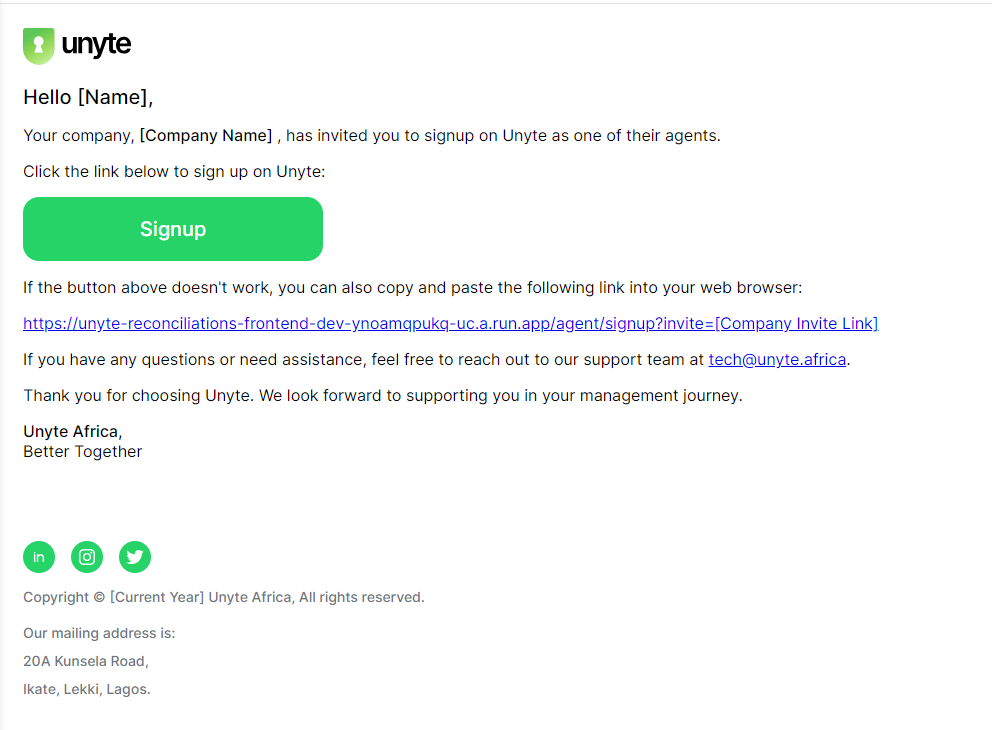 unyte
Hello [Name],
Your company, [Company Name] , has invited you to signup on Unyte as one of their agents.
Click the link below to sign up on Unyte:
Signup
If the button above doesn't work, you can also copy and paste the following link into your web browser:
https://unyte-reconciliations-frontend-dev-ynoamqpukq-uc.a.run.app/agent/signup?invite=[Company Invite Link]
If you have any questions or need assistance, feel free to reach out to our support team at tech@unyte.africa.
Thank you for choosing Unyte. We look forward to supporting you in your management journey.
Unyte Africa,
Better Together
in
Copyright © [Current Year] Unyte Africa, All rights reserved.
Our mailing address is:
20A Kunsela Road,
Ikate, Lekki, Lagos.